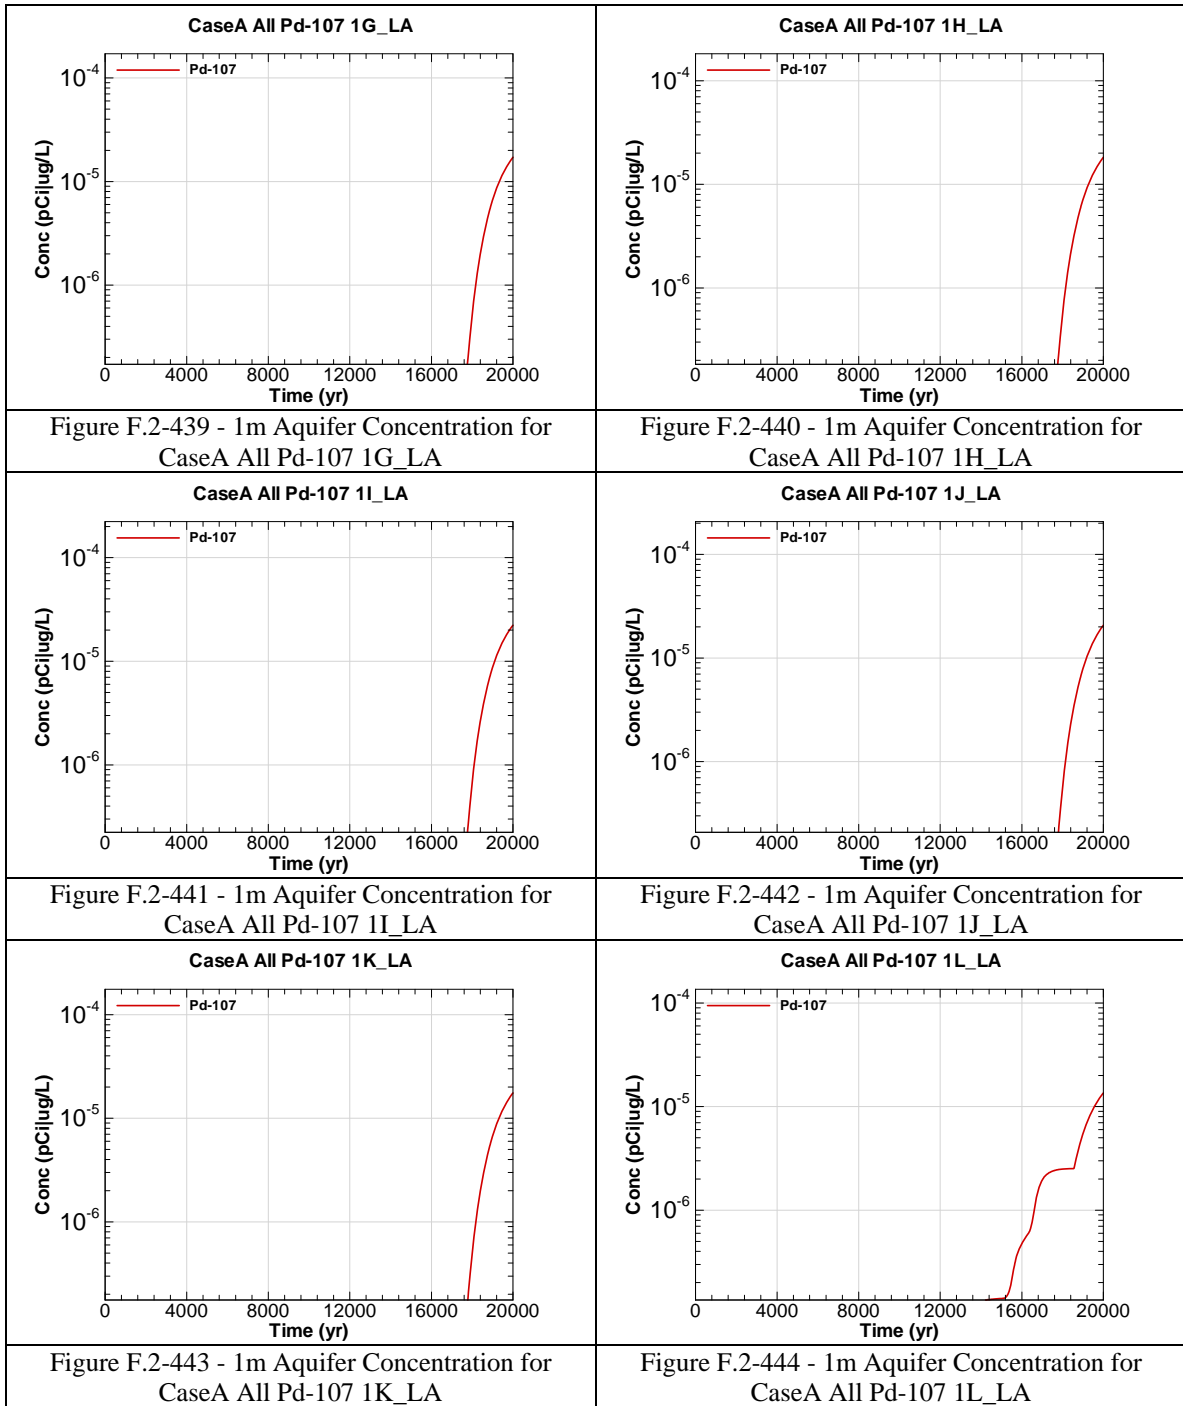 CaseA All Pd-107 1G_LA
Pd-107
10-4
10-5
10-6
Conc (pCi|ug/L)
0 4000 8000 12000 16000 20000
Time (yr)
Figure F.2-439 - 1m Aquifer Concentration for
CaseA All Pd-107 1G_LA
CaseA All Pd-107 1H_LA
Pd-107
10-4
10-5
10-6
Conc (pCi|ug/L)
0 4000 8000 12000 16000 20000
Time (yr)
Figure F.2-440 - 1m Aquifer Concentration for
CaseA All Pd-107 1H_LA
CaseA All Pd-107 1I_LA
Pd-107
10-4
10-5
10-6
Conc (pCi|ug/L)
0 4000 8000 12000 16000 20000
Time (yr)
Figure F.2-441 - 1m Aquifer Concentration for
CaseA All Pd-107 1I_LA
CaseA All Pd-107 1J_LA
Pd-107
10-4
10-5
10-6
Conc (pCi|ug/L)
0 4000 8000 12000 16000 20000
Time (yr)
Figure F.2-442 - 1m Aquifer Concentration for
CaseA All Pd-107 1J_LA
CaseA All Pd-107 1K_LA
Pd-107
10-4
10-5
10-6
Conc (pCi|ug/L)
0 4000 8000 12000 16000 20000
Time (yr)
Figure F.2-443 - 1m Aquifer Concentration for
CaseA All Pd-107 1K_LA
CaseA All Pd-107 1L_LA
Pd-107
10-4
10-5
10-6
Conc (pCi|ug/L)
0 4000 8000 12000 16000 20000
Time (yr)
Figure F.2-444 - 1m Aquifer Concentration for
CaseA All Pd-107 1L_LA